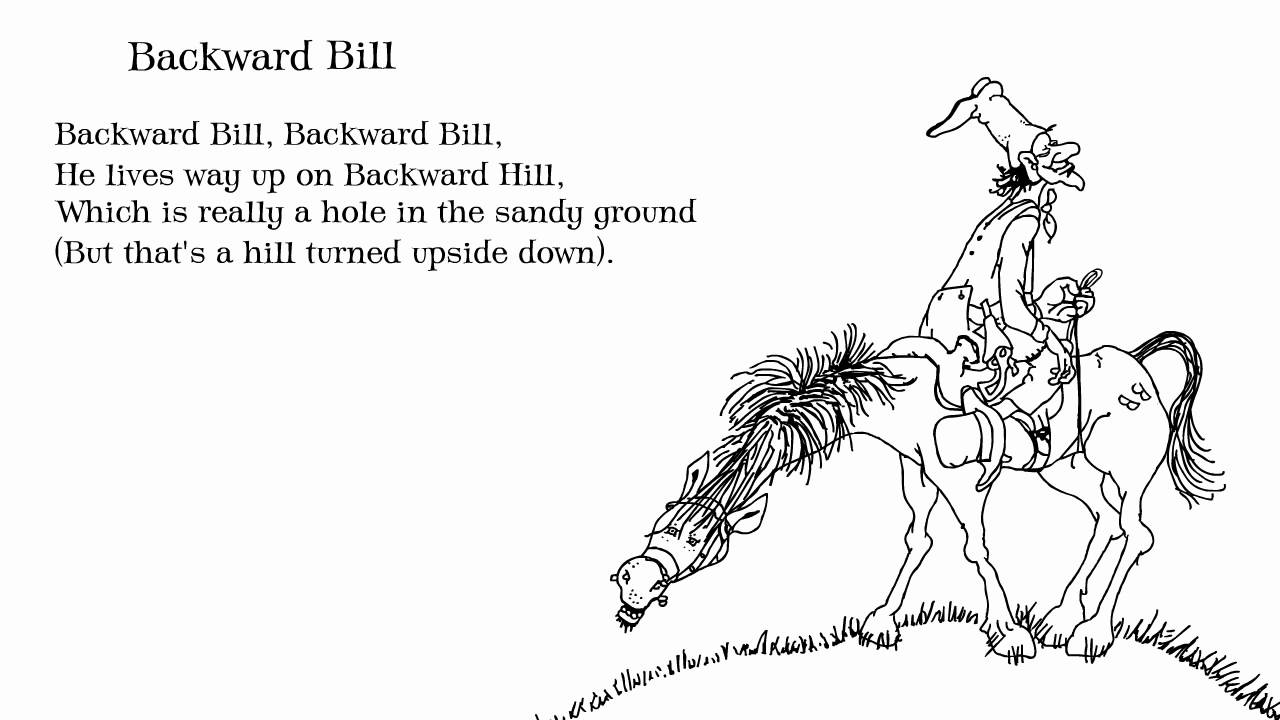 Backward Bill
Backward Bill, Backward Bill,
He lives way up on Backward Hill,
Which is really a hole in the sandy ground
(But that's a hill turned upside down).
BB